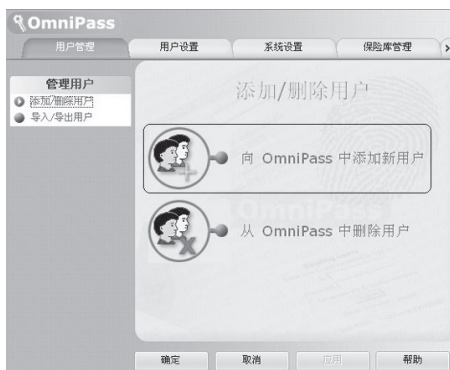 OmniPass
用户管理 用户设置 系统设置 保险库管理
管理用户
添加/删除用户
导入/导出用户
添加/删除用户
向 OmniPass 中添加新用户
OmniPass
从 OmniPass 中删除用户
确定 取消 应用 帮助